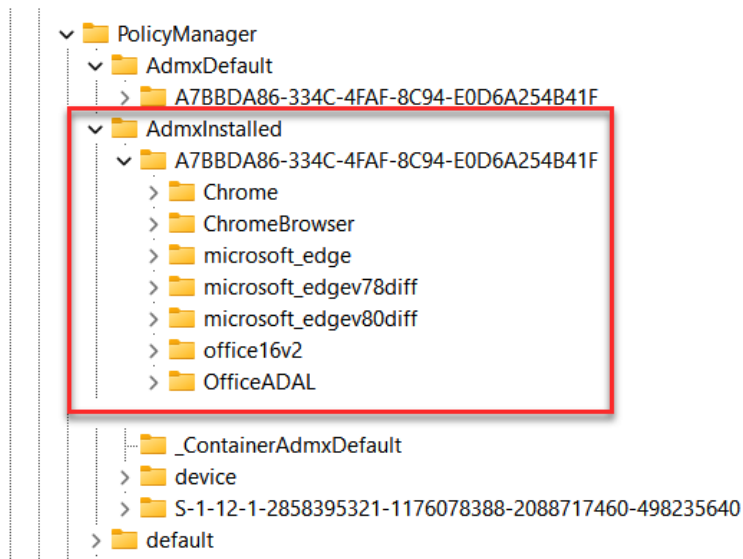 PolicyManager
AdmxDefault
A7BBDA86-334C-4FAF-8C94-E0D6A254B41F
AdmxInstalled
A7BBDA86-334C-4FAF-8C94-E0D6A254B41F
Chrome
ChromeBrowser
microsoft_edge
microsoft_edgev78diff
microsoft_edgev80diff
office16v2
OfficeADAL
_ContainerAdmxDefault
device
S-1-12-1-2858395321-1176078388-2088717460-498235640
default